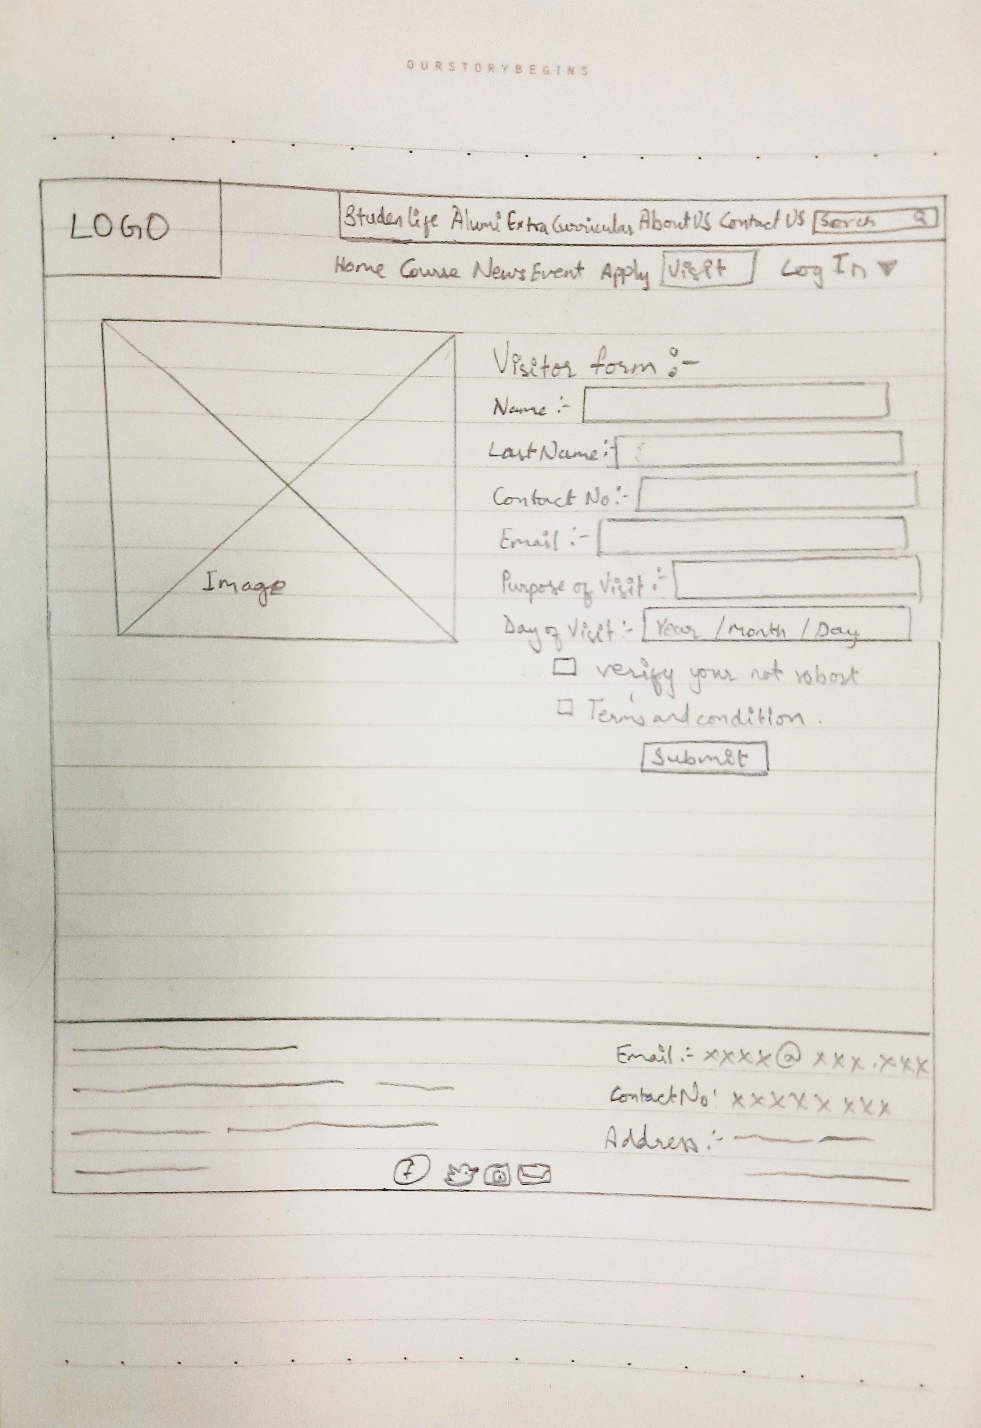 OURSTORYBEGINS
LOGO
Studen life Alumi Extra Curricular About US Contact US Serch
Home Course News Event Apply Visit Log In
Visitor form :-
Name :-
Last Name :-
Contact No :-
Email :-
Purpose of Visit :-
Day of Visit :- Year / Month / Day
Image
verify your not robost
Terms and condition .
Submit
Email :- xxxx@ xxx .xxx
Contact No : xxxxx xxx
Address :-
f